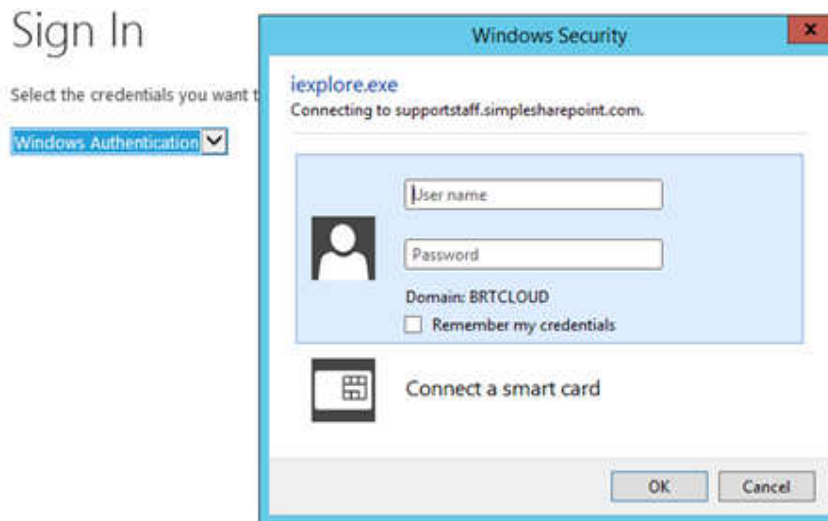 Sign In
Select the credentials you want
Windows Authentication
Windows Security
x
iexplore.exe
Connecting to supportstaff.simplesharepoint.com.
User name
Password
Domain: BRTCLOUD
Remember my credentials
Connect a smart card
OK
Cancel